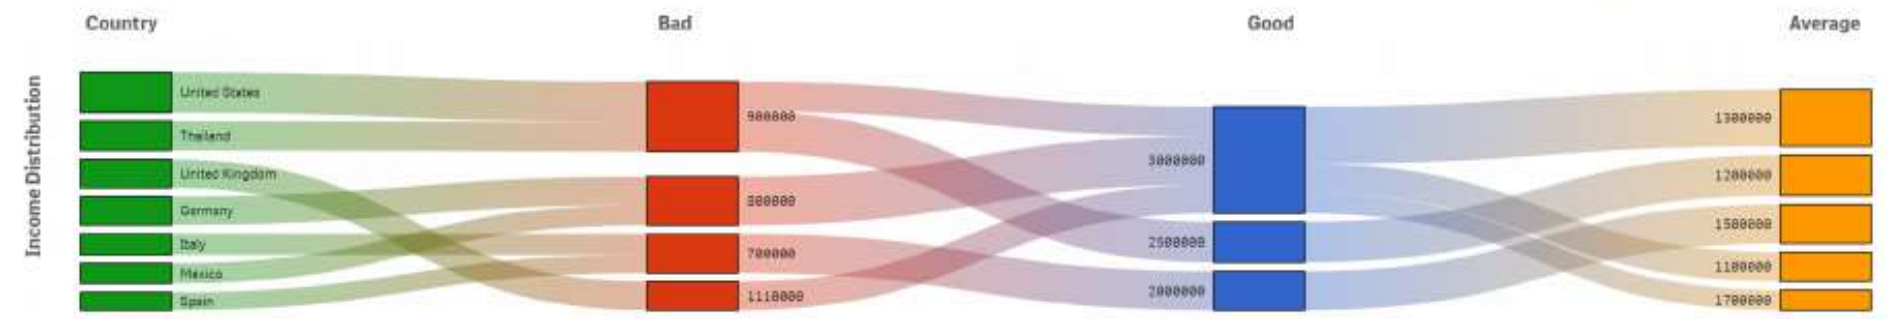 Country
Bad
Good
Average
Income Distribution
United States
Thailand
United Kingdom
Germany
Italy
Mexico
Spain
900000
800000
700000
1110000
3000000
2500000
2000000
1300000
1200000
1500000
1100000
1700000